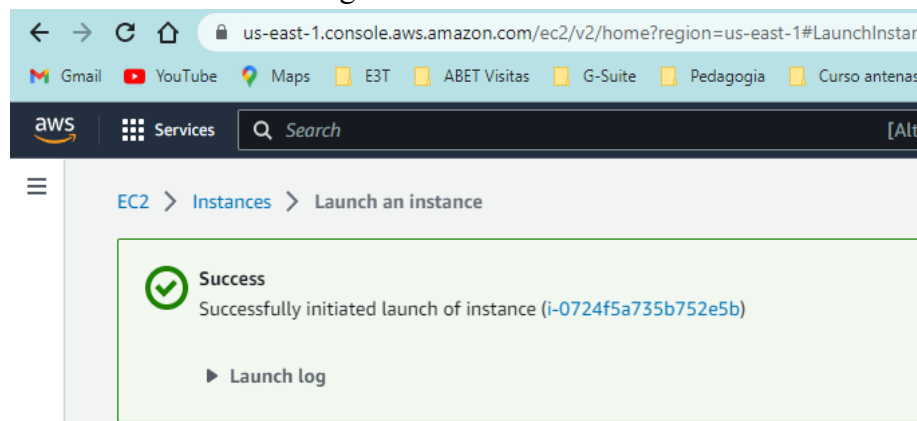 us-east-1.console.aws.amazon.com/ec2/v2/home?region=us-east-1#LaunchInstan
Gmail YouTube Maps E3T ABET Visitas G-Suite Pedagogia Curso antenas
aws Services Search [Alt
EC2 > Instances > Launch an instance
Success
Successfully initiated launch of instance (i-0724f5a735b752e5b)
Launch log